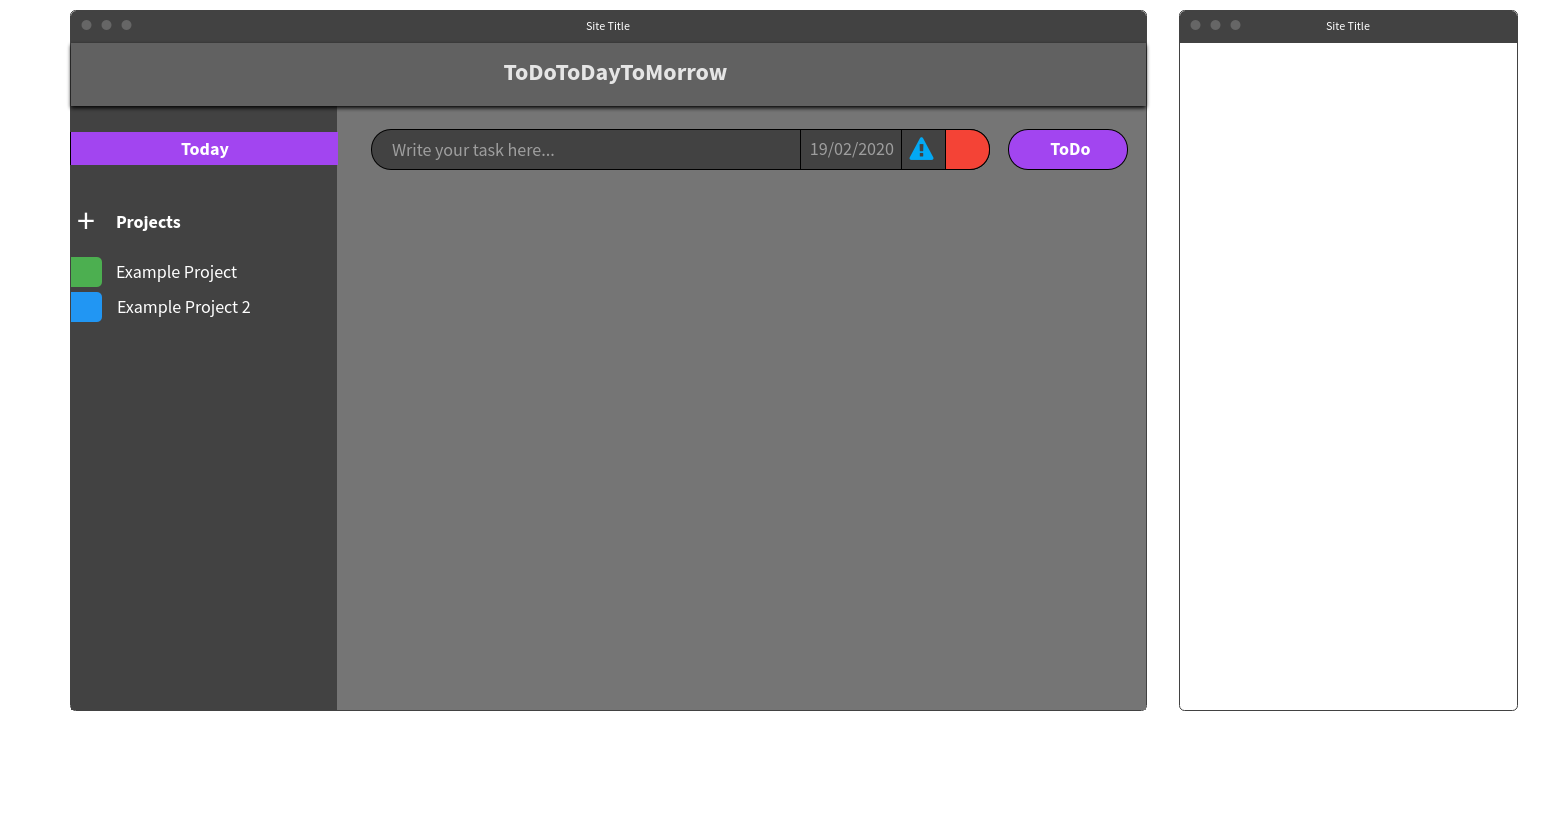 Site Title
ToDoToDayToMorrow
Today
Write your task here...
19/02/2020
ToDo
+ Projects
Example Project
Example Project 2
Site Title